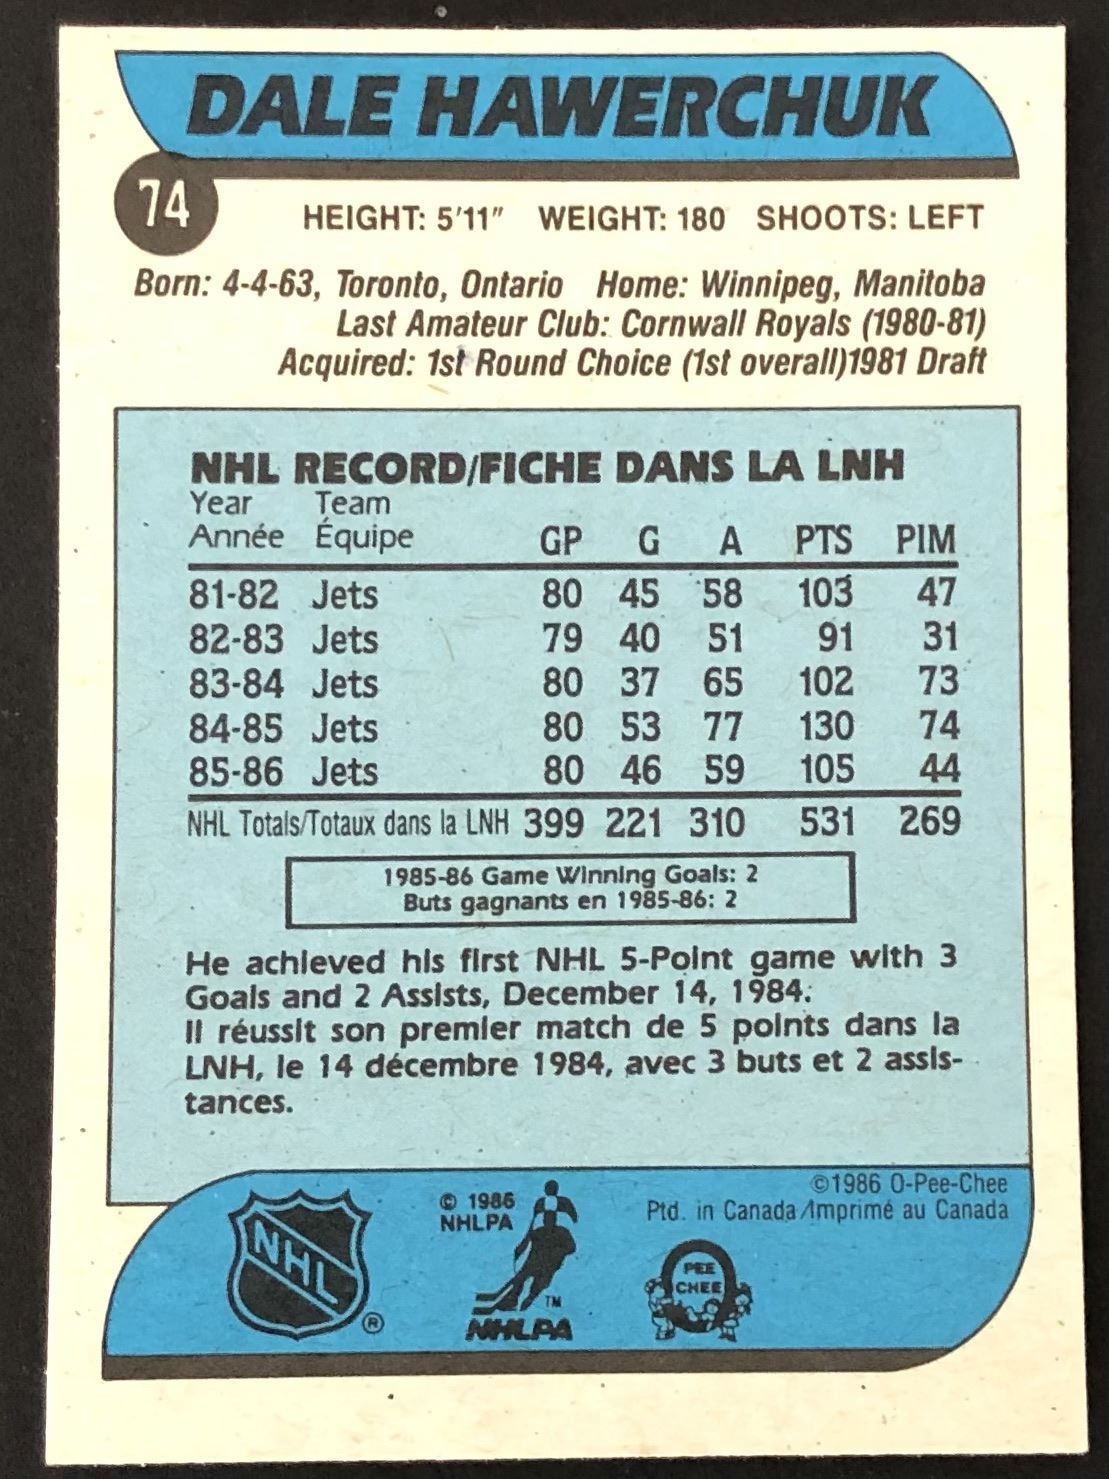 DALE HAWERCHUK
74
HEIGHT: 5'11" WEIGHT: 180 SHOOTS: LEFT
Born: 4-4-63, Toronto, Ontario Home: Winnipeg, Manitoba
Last Amateur Club: Cornwall Royals (1980-81)
Acquired: 1st Round Choice (1st overall)1981 Draft
NHL RECORD/FICHE DANS LA LNH
Year Team
Année Équipe GP G A PTS PIM
81-82 Jets 80 45 58 103 47
82-83 Jets 79 40 51 91 31
83-84 Jets 80 37 65 102 73
84-85 Jets 80 53 77 130 74
85-86 Jets 80 46 59 105 44
NHL Totals/Totaux dans la LNH 399 221 310 531 269
1985-86 Game Winning Goals: 2
Buts gagnants en 1985-86: 2
He achieved his first NHL 5-Point game with 3
Goals and 2 Assists, December 14, 1984.
Il réussit son premier match de 5 points dans la
LNH, le 14 décembre 1984, avec 3 buts et 2 assis-
tances.
©1986 O-Pee-Chee
Ptd. in Canada/Imprimé au Canada
© 1986
NHLPA
NHL
®
TM
NHLPA
PEE
CHEE